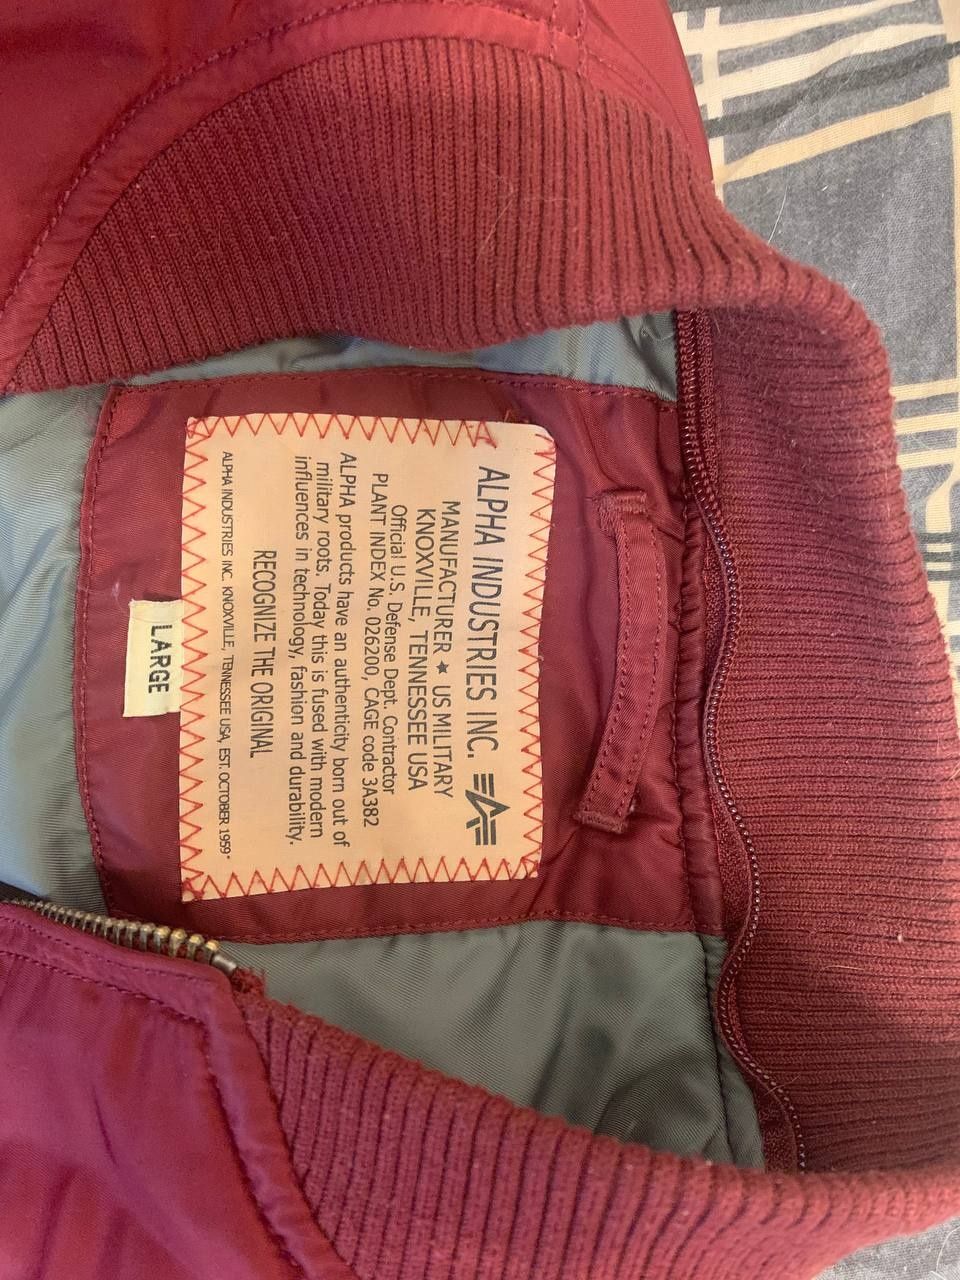 ALPHA INDUSTRIES INC.
MANUFACTURER ★ US MILITARY
KNOXVILLE, TENNESSEE USA
Official U.S. Defense Dept. Contractor
PLANT INDEX No. 026200, CAGE code 3A382
ALPHA products have an authenticity born out of
military roots. Today this is fused with modern
influences in technology, fashion and durability.
RECOGNIZE THE ORIGINAL
ALPHA INDUSTRIES INC. KNOXVILLE, TENNESSEE USA, EST. OCTOBER 1959*
LARGE